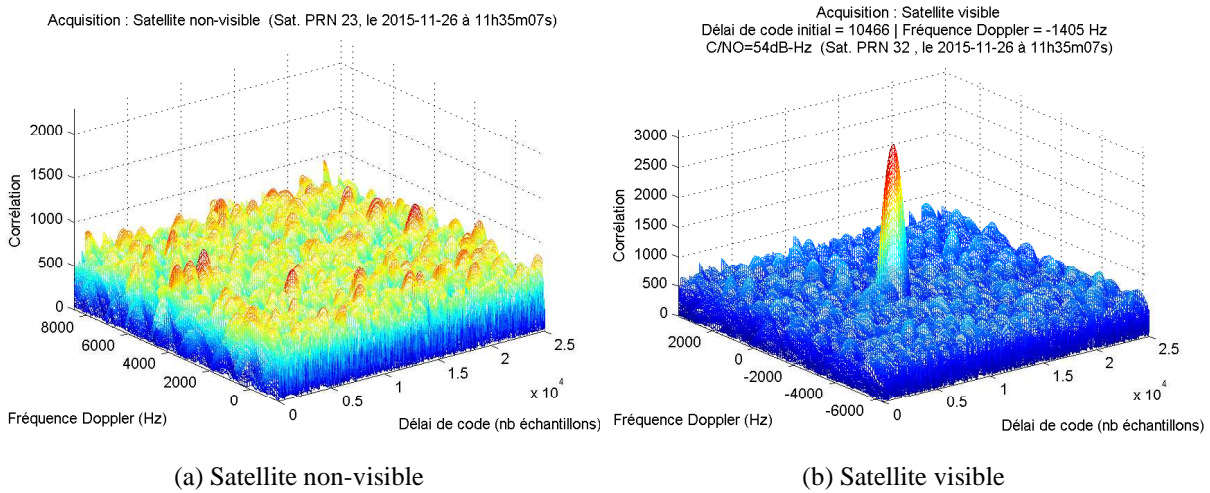 Acquisition : Satellite non-visible (Sat. PRN 23, le 2015-11-26 à 11h35m07s)
2000
1500
1000
500
0
Corrélation
8000
6000
4000
2000
0
Fréquence Doppler (Hz)
0
0.5
1
1.5
2
2.5
x 10^4
Délai de code (nb échantillons)
(a) Satellite non-visible
Acquisition : Satellite visible
Délai de code initial = 10466 | Fréquence Doppler = -1405 Hz
C/NO=54dB-Hz (Sat. PRN 32 , le 2015-11-26 à 11h35m07s)
3000
2500
2000
1500
1000
500
0
Corrélation
2000
0
-2000
-4000
-6000
Fréquence Doppler (Hz)
0
0.5
1
1.5
2
2.5
x 10^4
Délai de code (nb échantillons)
(b) Satellite visible